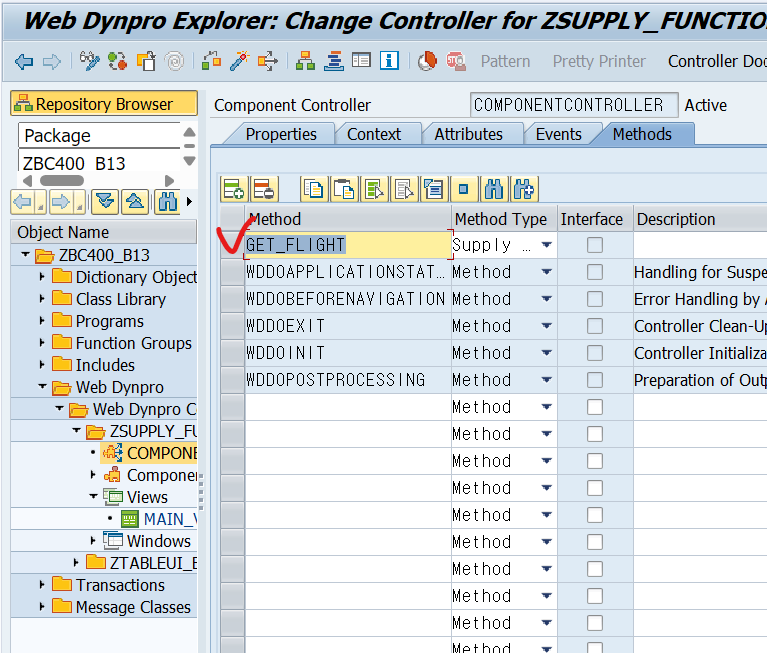 Web Dynpro Explorer: Change Controller for ZSUPPLY_FUNCTIO
Pattern Pretty Printer Controller Doc
Repository Browser
Package
ZBC400_B13
Object Name
ZBC400_B13
Dictionary Object
Class Library
Programs
Function Groups
Includes
Web Dynpro
Web Dynpro C
ZSUPPLY_FU
COMPONE
Componer
Views
MAIN_V
Windows
ZTABLEUI_E
Transactions
Message Classes
Component Controller COMPONENTCONTROLLER Active
Properties Context Attributes Events Methods
Method Method Type Interface Description
GET_FLIGHT Supply …
WDDOAPPLICATIONSTAT… Method Handling for Suspe
WDDOBEFORENAVIGATION Method Error Handling by A
WDDOEXIT Method Controller Clean-Up
WDDOINIT Method Controller Initializa
WDDOPOSTPROCESSING Method Preparation of Outp
Method
Method
Method
Method
Method
Method
Method
Method
Method
Method